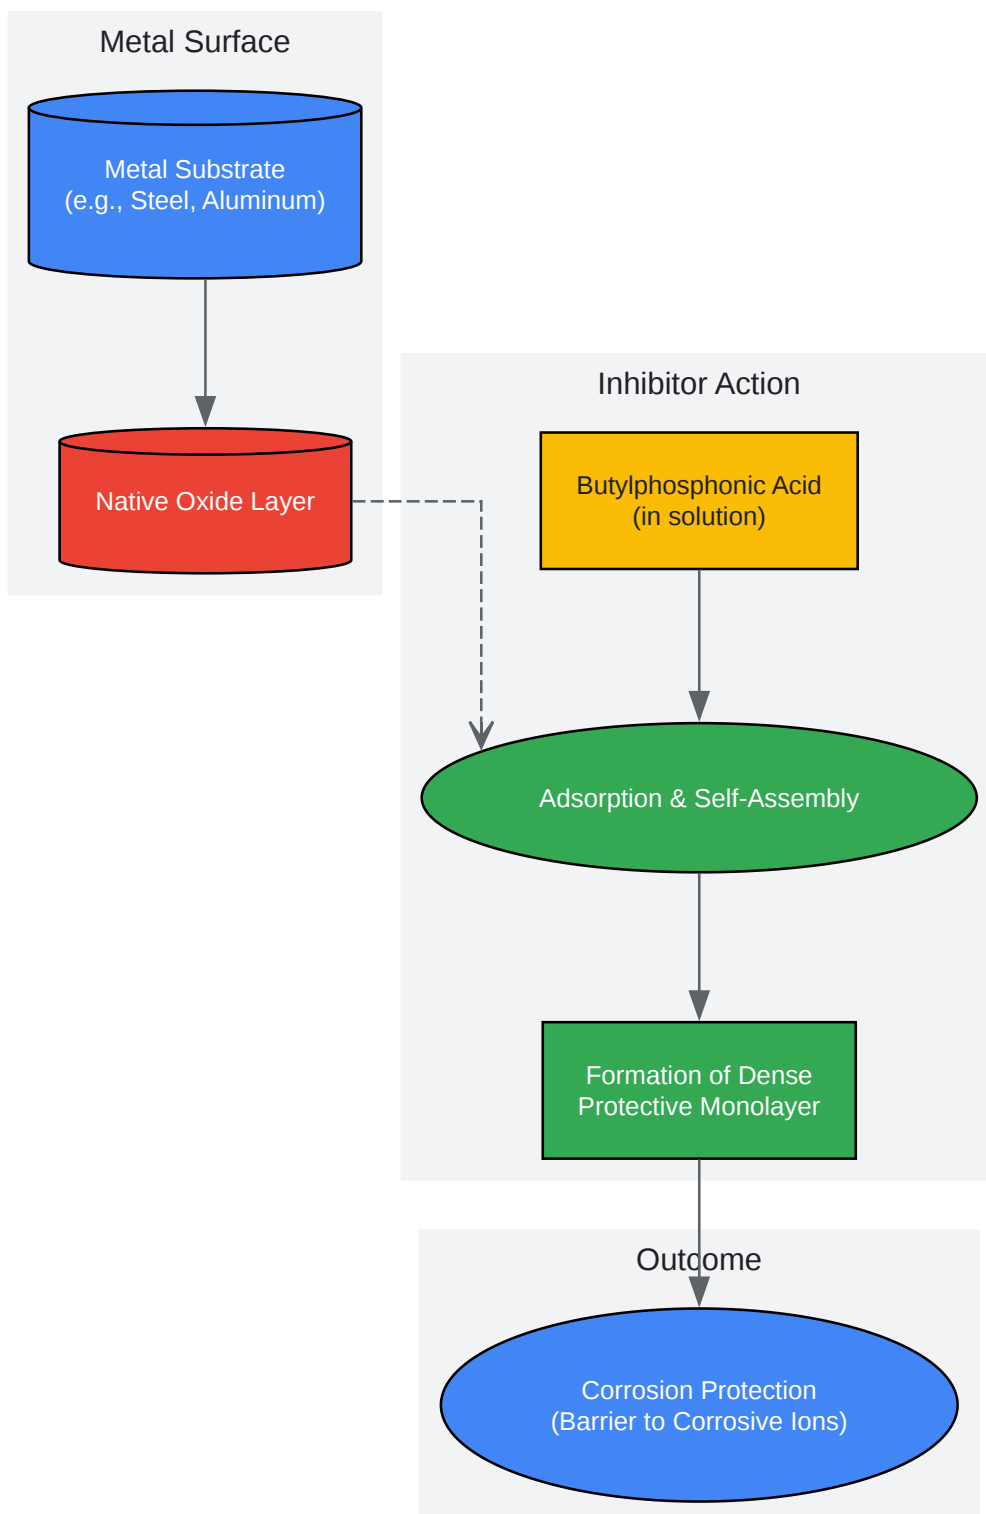 Metal Surface
Metal Substrate
(e.g., Steel, Aluminum)
Native Oxide Layer
Inhibitor Action
Butylphosphonic Acid
(in solution)
Adsorption & Self-Assembly
Formation of Dense
Protective Monolayer
Outcome
Corrosion Protection
(Barrier to Corrosive Ions)